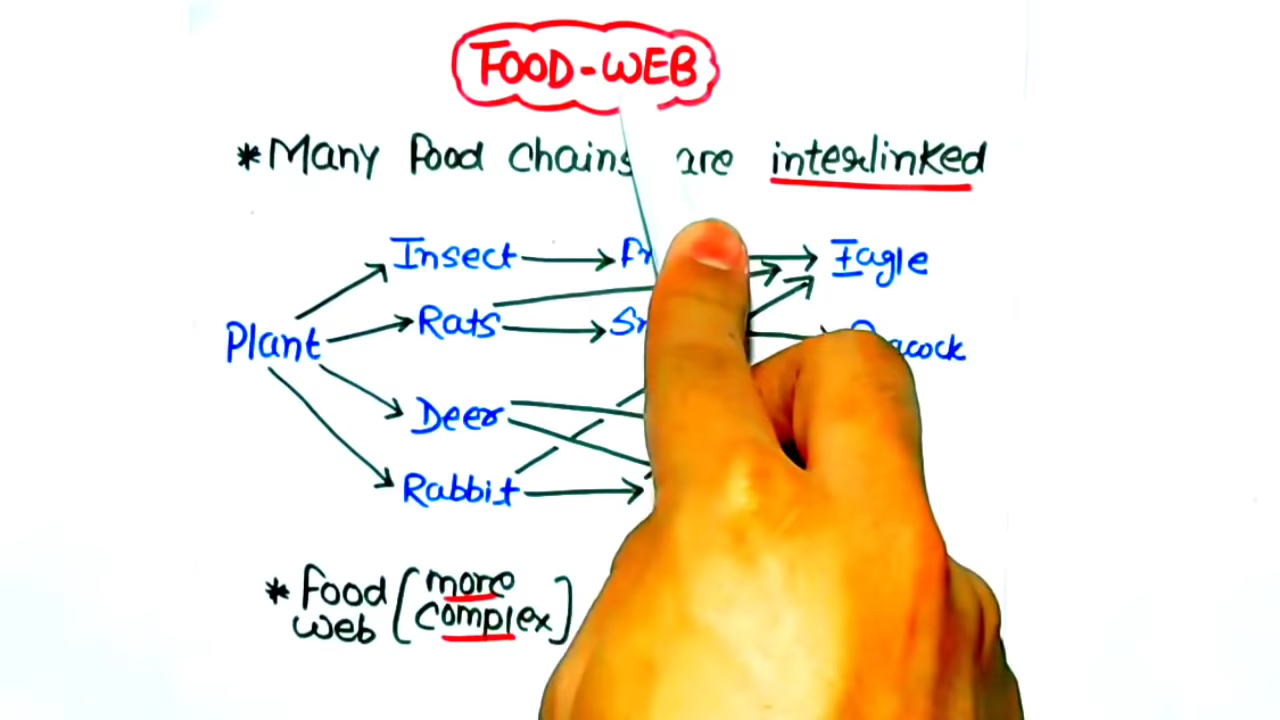 FOOD-WEB
*Many food chains are interlinked
Insect Eagle
Rats
Plant
Deer
Rabbit
* Food [more
web complex]